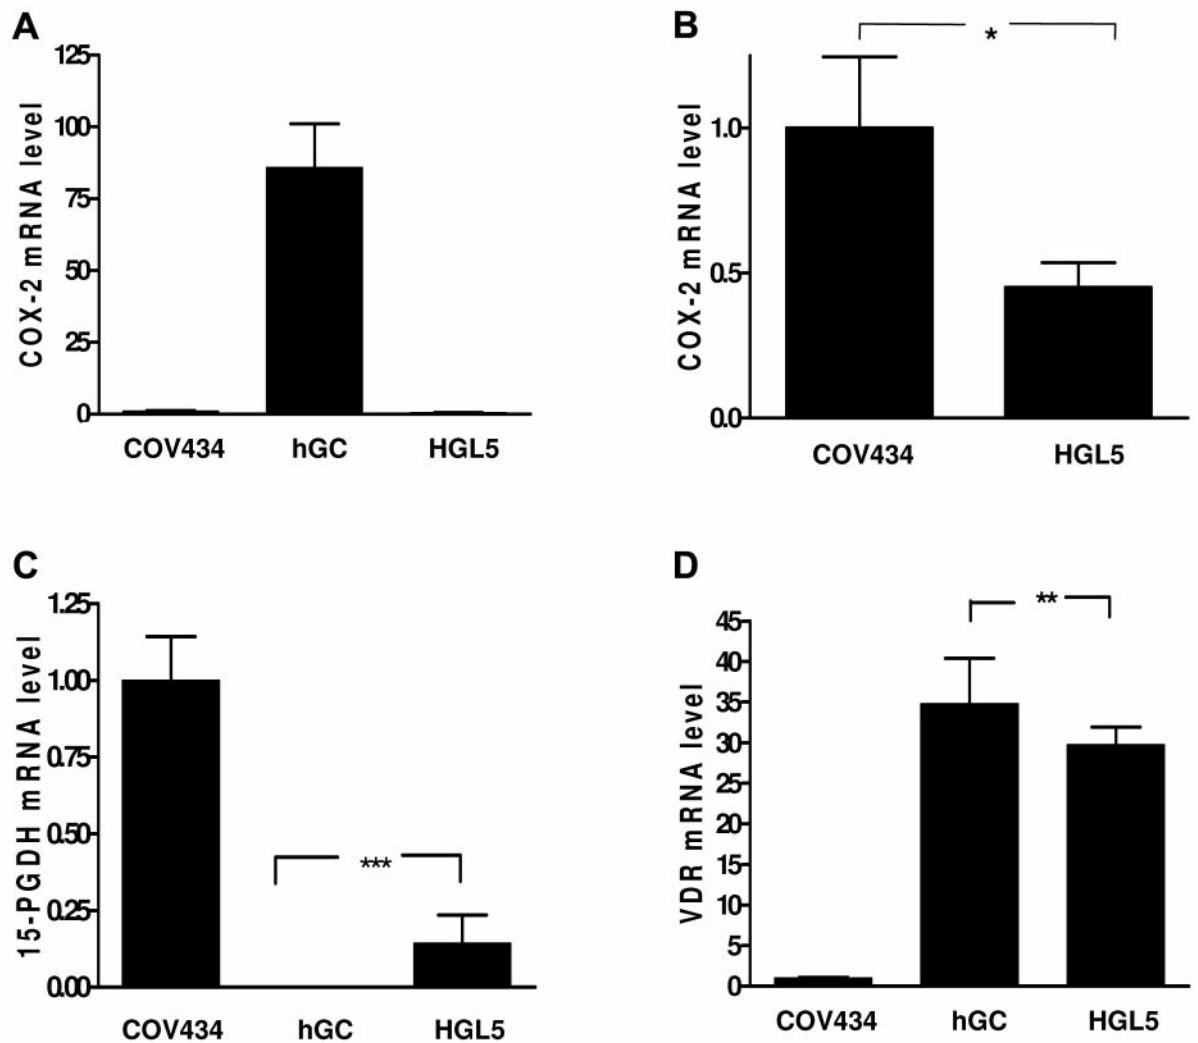 A
COX-2 mRNA level
125
100
75
50
25
0
COV434 hGC HGL5
B
*
COX-2 mRNA level
1.0
0.5
0.0
COV434 HGL5
C
15-PGDH mRNA level
1.25
1.00
0.75
0.50
0.25
0.00
***
COV434 hGC HGL5
D
**
VDR mRNA level
45
40
35
30
25
20
15
10
5
0
COV434 hGC HGL5